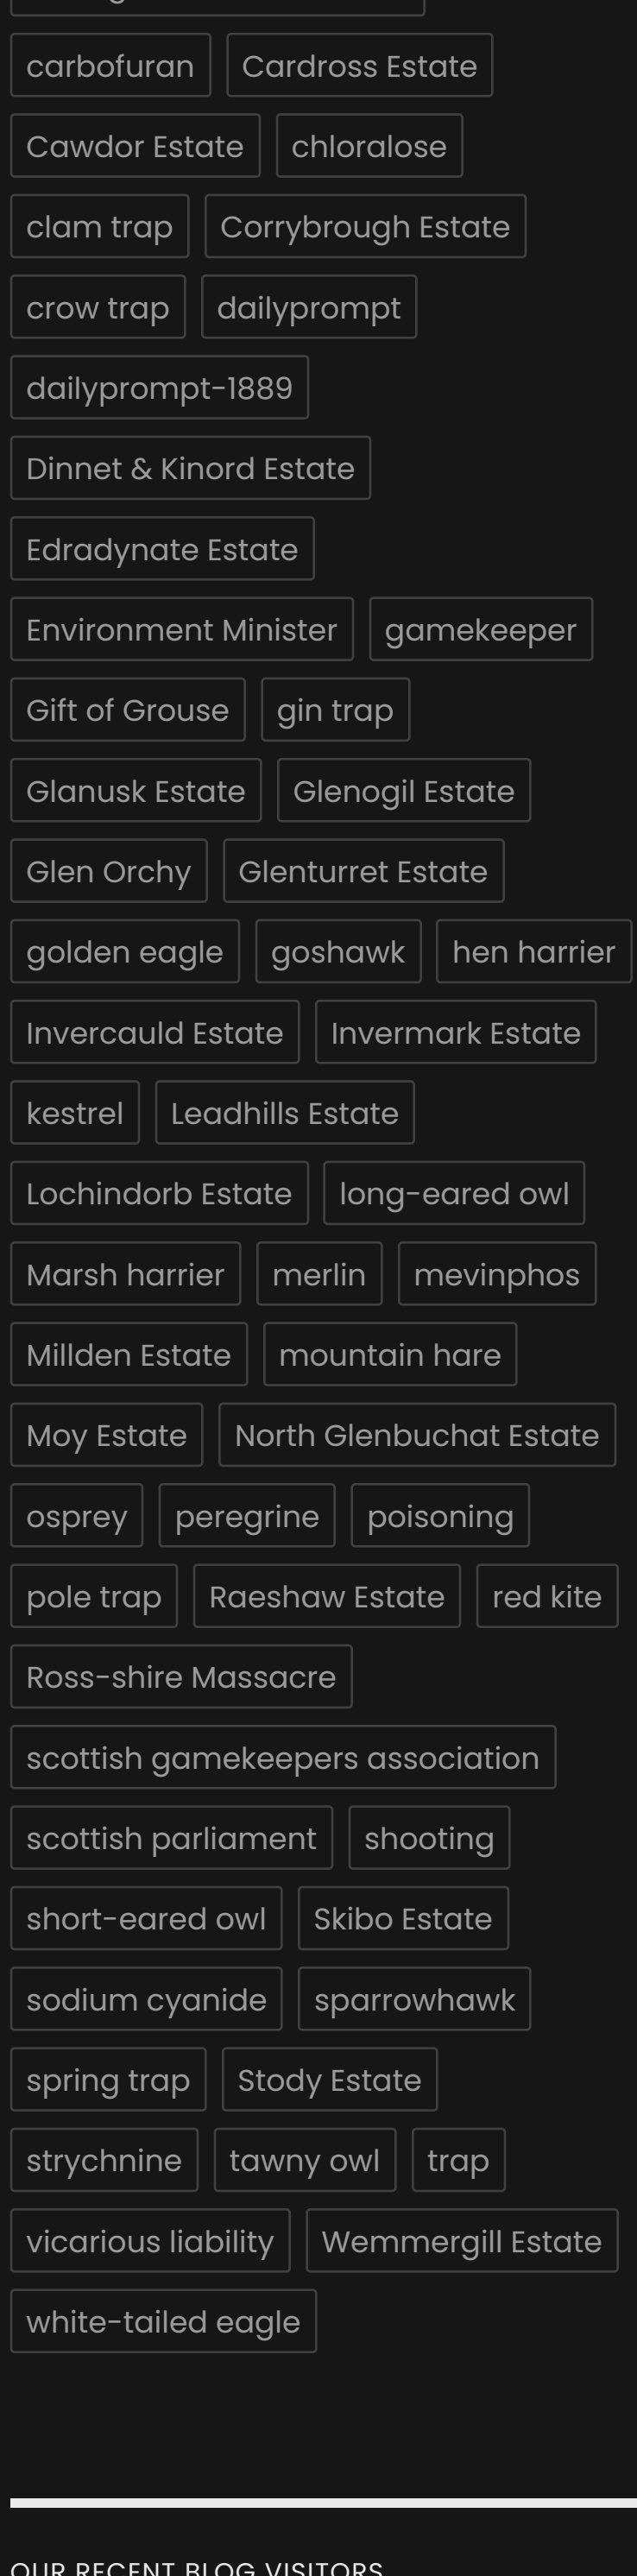 carbofuran Cardross Estate
Cawdor Estate chloralose
clam trap Corrybrough Estate
crow trap dailyprompt
dailyprompt-1889
Dinnet & Kinord Estate
Edradynate Estate
Environment Minister gamekeeper
Gift of Grouse gin trap
Glanusk Estate Glenogil Estate
Glen Orchy Glenturret Estate
golden eagle goshawk hen harrier
Invercauld Estate Invermark Estate
kestrel Leadhills Estate
Lochindorb Estate long-eared owl
Marsh harrier merlin mevinphos
Millden Estate mountain hare
Moy Estate North Glenbuchat Estate
osprey peregrine poisoning
pole trap Raeshaw Estate red kite
Ross-shire Massacre
scottish gamekeepers association
scottish parliament shooting
short-eared owl Skibo Estate
sodium cyanide sparrowhawk
spring trap Stody Estate
strychnine tawny owl trap
vicarious liability Wemmergill Estate
white-tailed eagle
OUR RECENT BLOG VISITORS